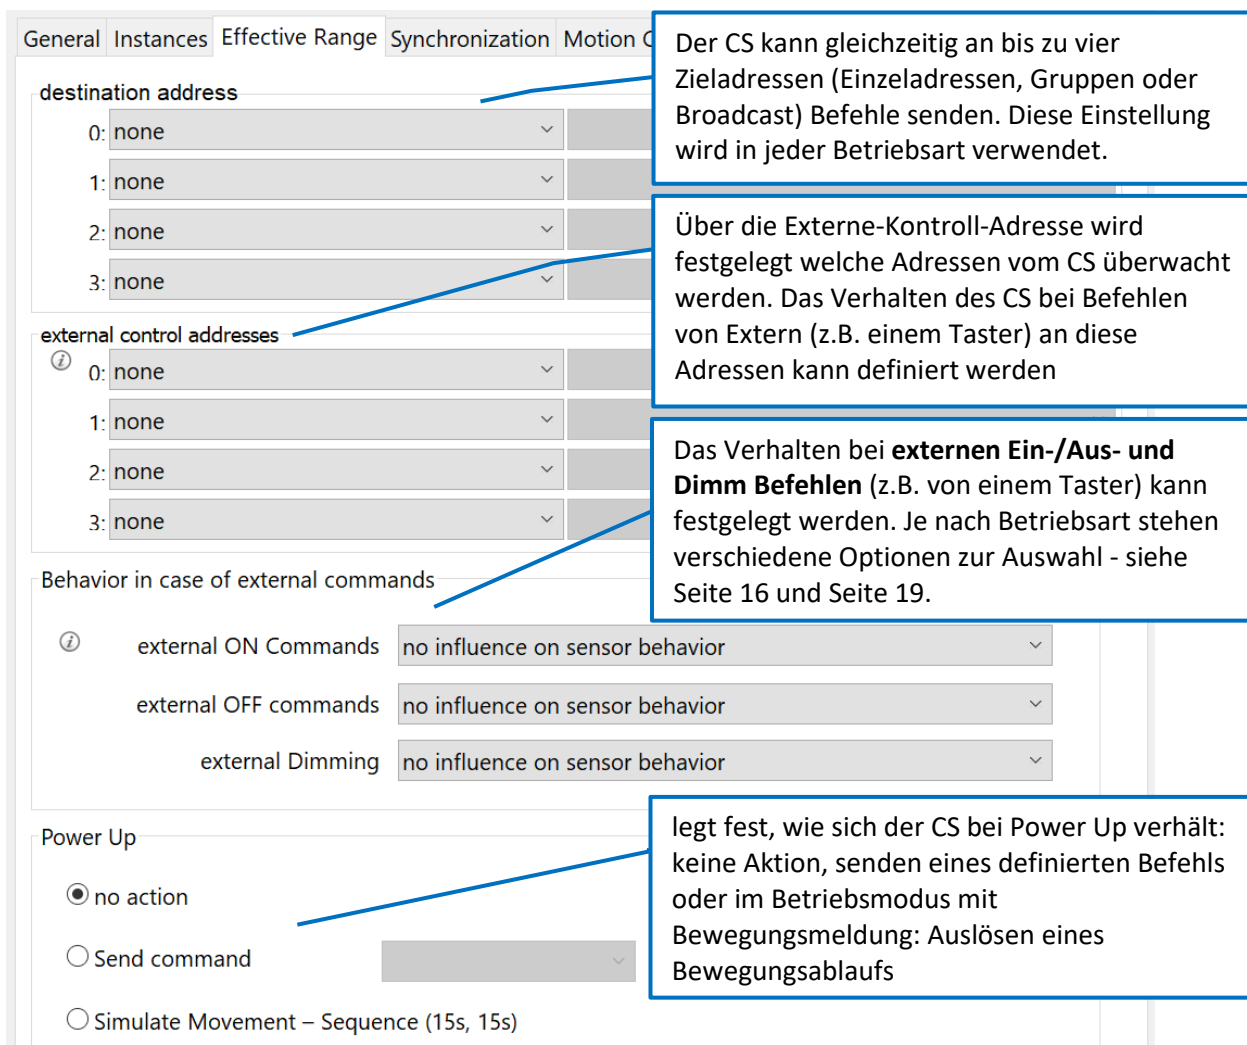 General Instances Effective Range Synchronization Motion
destination address
0: none
1: none
2: none
3: none
Der CS kann gleichzeitig an bis zu vier
Zieladressen (Einzeladressen, Gruppen oder
Broadcast) Befehle senden. Diese Einstellung
wird in jeder Betriebsart verwendet.
external control addresses
0: none
1: none
2: none
3: none
Über die Externe-Kontroll-Adresse wird
festgelegt welche Adressen vom CS überwacht
werden. Das Verhalten des CS bei Befehlen
von Extern (z.B. einem Taster) an diese
Adressen kann definiert werden
Behavior in case of external commands
external ON Commands no influence on sensor behavior
external OFF commands no influence on sensor behavior
external Dimming no influence on sensor behavior
Das Verhalten bei externen Ein-/Aus- und
Dimm Befehlen (z.B. von einem Taster) kann
festgelegt werden. Je nach Betriebsart stehen
verschiedene Optionen zur Auswahl - siehe
Seite 16 und Seite 19.
Power Up
no action
Send command
Simulate Movement – Sequence (15s, 15s)
legt fest, wie sich der CS bei Power Up verhält:
keine Aktion, senden eines definierten Befehls
oder im Betriebsmodus mit
Bewegungsmeldung: Auslösen eines
Bewegungsablaufs